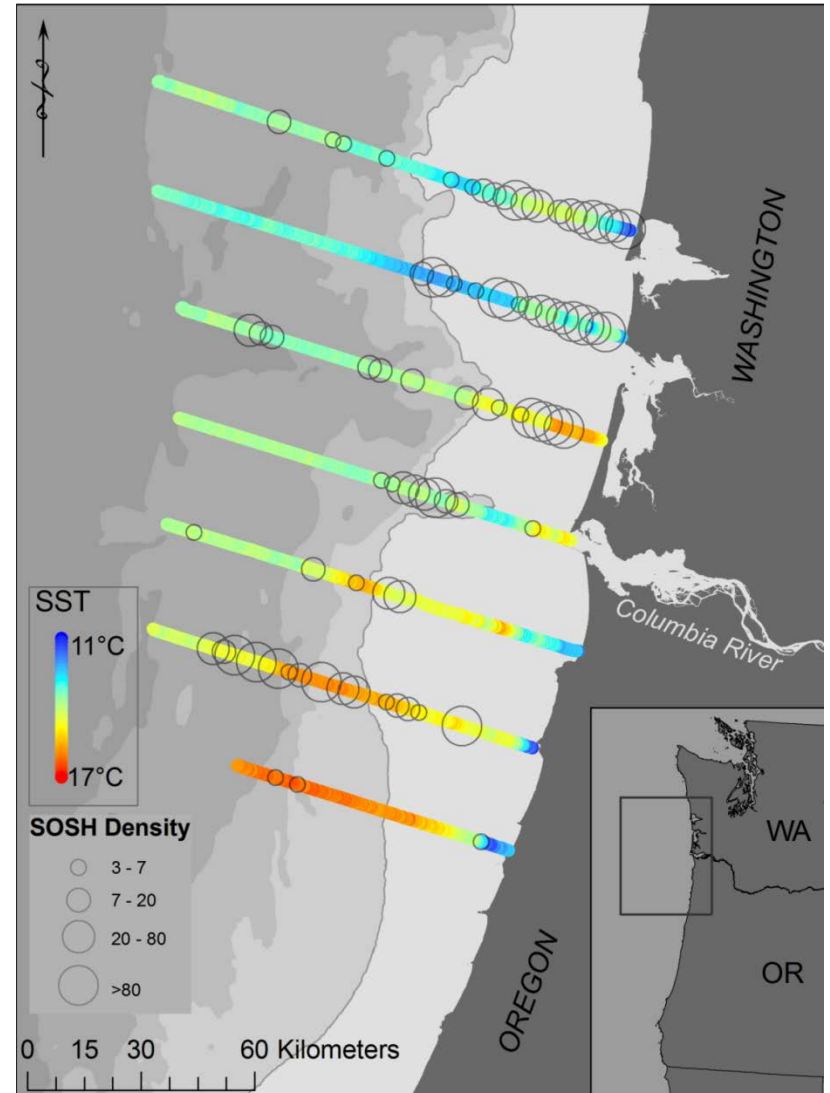 WASHINGTON
Columbia River
SST
11°C
17°C
SOSH Density
3 - 7
7 - 20
20 - 80
>80
0 15 30 60 Kilometers
OREGON
WA
OR